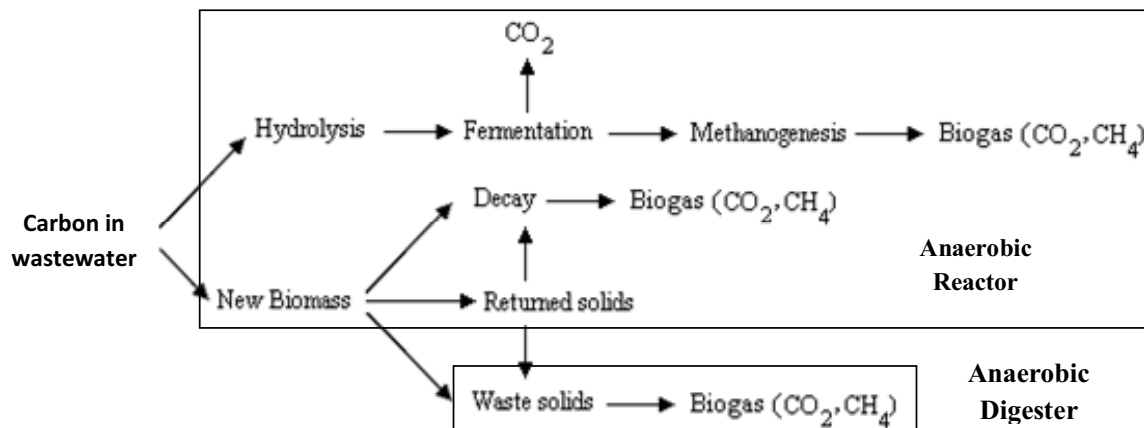 CO₂
Hydrolysis
Fermentation
Methanogenesis
Biogas (CO₂,CH₄)
Decay
Biogas (CO₂,CH₄)
Carbon in
wastewater
Anaerobic
Reactor
New Biomass
Returned solids
Waste solids
Biogas (CO₂,CH₄)
Anaerobic
Digester